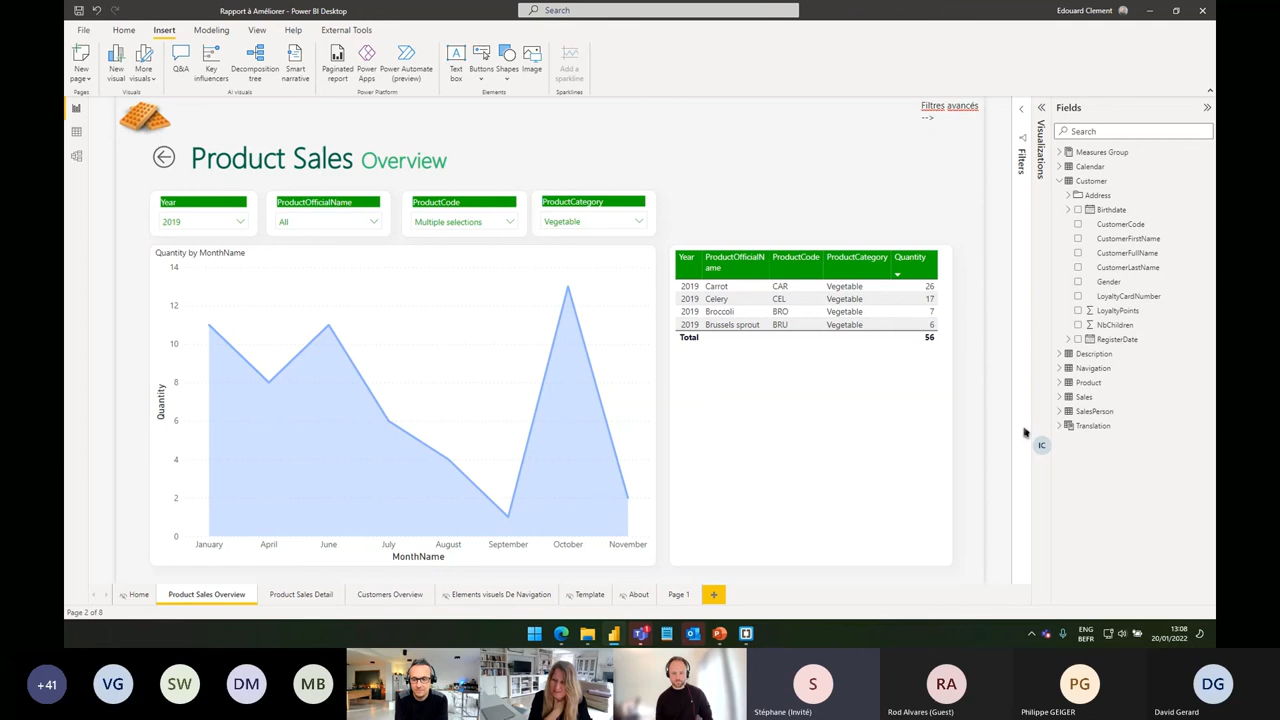 Rapport à Améliorer - Power BI Desktop
Search
Edouard Clement
File Home Insert Modeling View Help External Tools
New page New visual More visuals Q&A Key influencers Decomposition tree Smart narrative Paginated report Power Apps Power Automate (preview) Text box Buttons Shapes Image Add a sparkline
Pages Visuals AI visuals Power Platform Elements Sparklines
Filtres avancés
-->
Product Sales Overview
Year ProductOfficialName ProductCode ProductCategory
2019 All Multiple selections Vegetable
Quantity by MonthName
14
12
10
8
6
4
2
0
Quantity
January April June July August September October November
MonthName
Year ProductOfficialN ProductCode ProductCategory Quantity
ame
2019 Carrot CAR Vegetable 26
2019 Celery CEL Vegetable 17
2019 Broccoli BRO Vegetable 7
2019 Brussels sprout BRU Vegetable 6
Total 56
Filters
Visualizations
IC
Fields
Search
Measures Group
Calendar
Customer
Address
Birthdate
CustomerCode
CustomerFirstName
CustomerFullName
CustomerLastName
Gender
LoyaltyCardNumber
LoyaltyPoints
NbChildren
RegisterDate
Description
Navigation
Product
Sales
SalesPerson
Translation
Home Product Sales Overview Product Sales Detail Customers Overview Elements visuels De Navigation Template About Page 1 +
Page 2 of 8
ENG 13:08
BEFR 20/01/2022
+41 VG SW DM MB S RA PG DG
Stéphane (Invité) Rod Alvares (Guest) Philippe GEIGER David Gerard